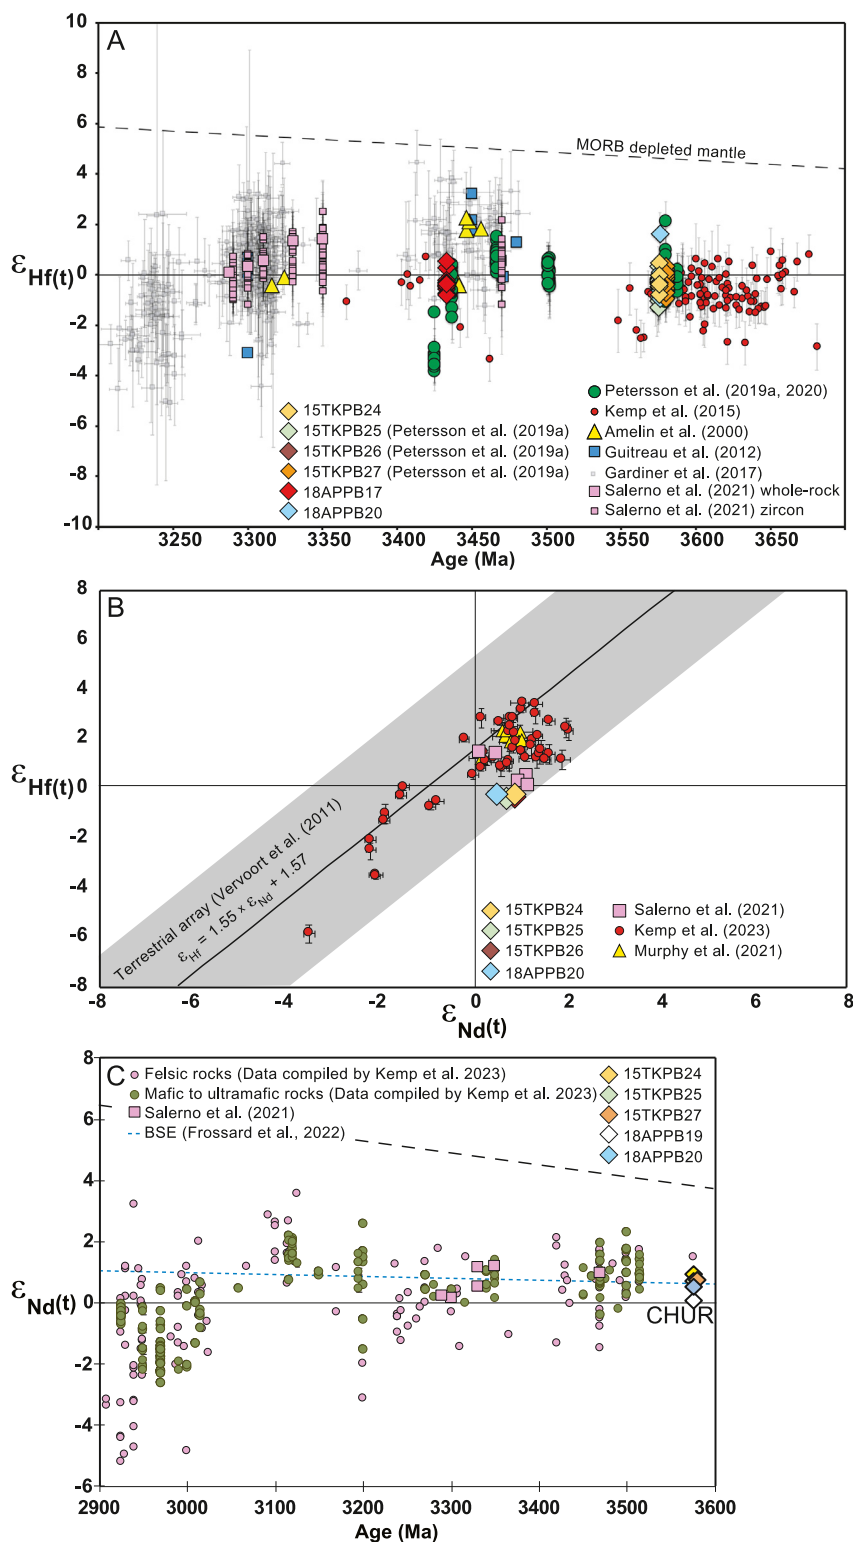 A
10
8
6
4
2
0
-2
-4
-6
-8
-10
εHf(t)
MORB depleted mantle
15TKPB24
15TKPB25 (Petersson et al. (2019a)
15TKPB26 (Petersson et al. (2019a)
15TKPB27 (Petersson et al. (2019a)
18APPB17
18APPB20
Petersson et al. (2019a, 2020)
Kemp et al. (2015)
Amelin et al. (2000)
Guitreau et al. (2012)
Gardiner et al. (2017)
Salerno et al. (2021) whole-rock
Salerno et al. (2021) zircon
3250 3300 3350 3400 3450 3500 3550 3600 3650
Age (Ma)
B
8
6
4
2
0
-2
-4
-6
-8
εHf(t)
Terrestrial array (Vervoort et al. (2011)
εHf = 1.55 x εNd + 1.57
15TKPB24
15TKPB25
15TKPB26
18APPB20
Salerno et al. (2021)
Kemp et al. (2023)
Murphy et al. (2021)
-8 -6 -4 -2 0 2 4 6 8
εNd(t)
C
8
6
4
2
0
-2
-4
-6
εNd(t)
Felsic rocks (Data compiled by Kemp et al. 2023)
Mafic to ultramafic rocks (Data compiled by Kemp et al. 2023)
Salerno et al. (2021)
BSE (Frossard et al., 2022)
15TKPB24
15TKPB25
15TKPB27
18APPB19
18APPB20
CHUR
2900 3000 3100 3200 3300 3400 3500 3600
Age (Ma)